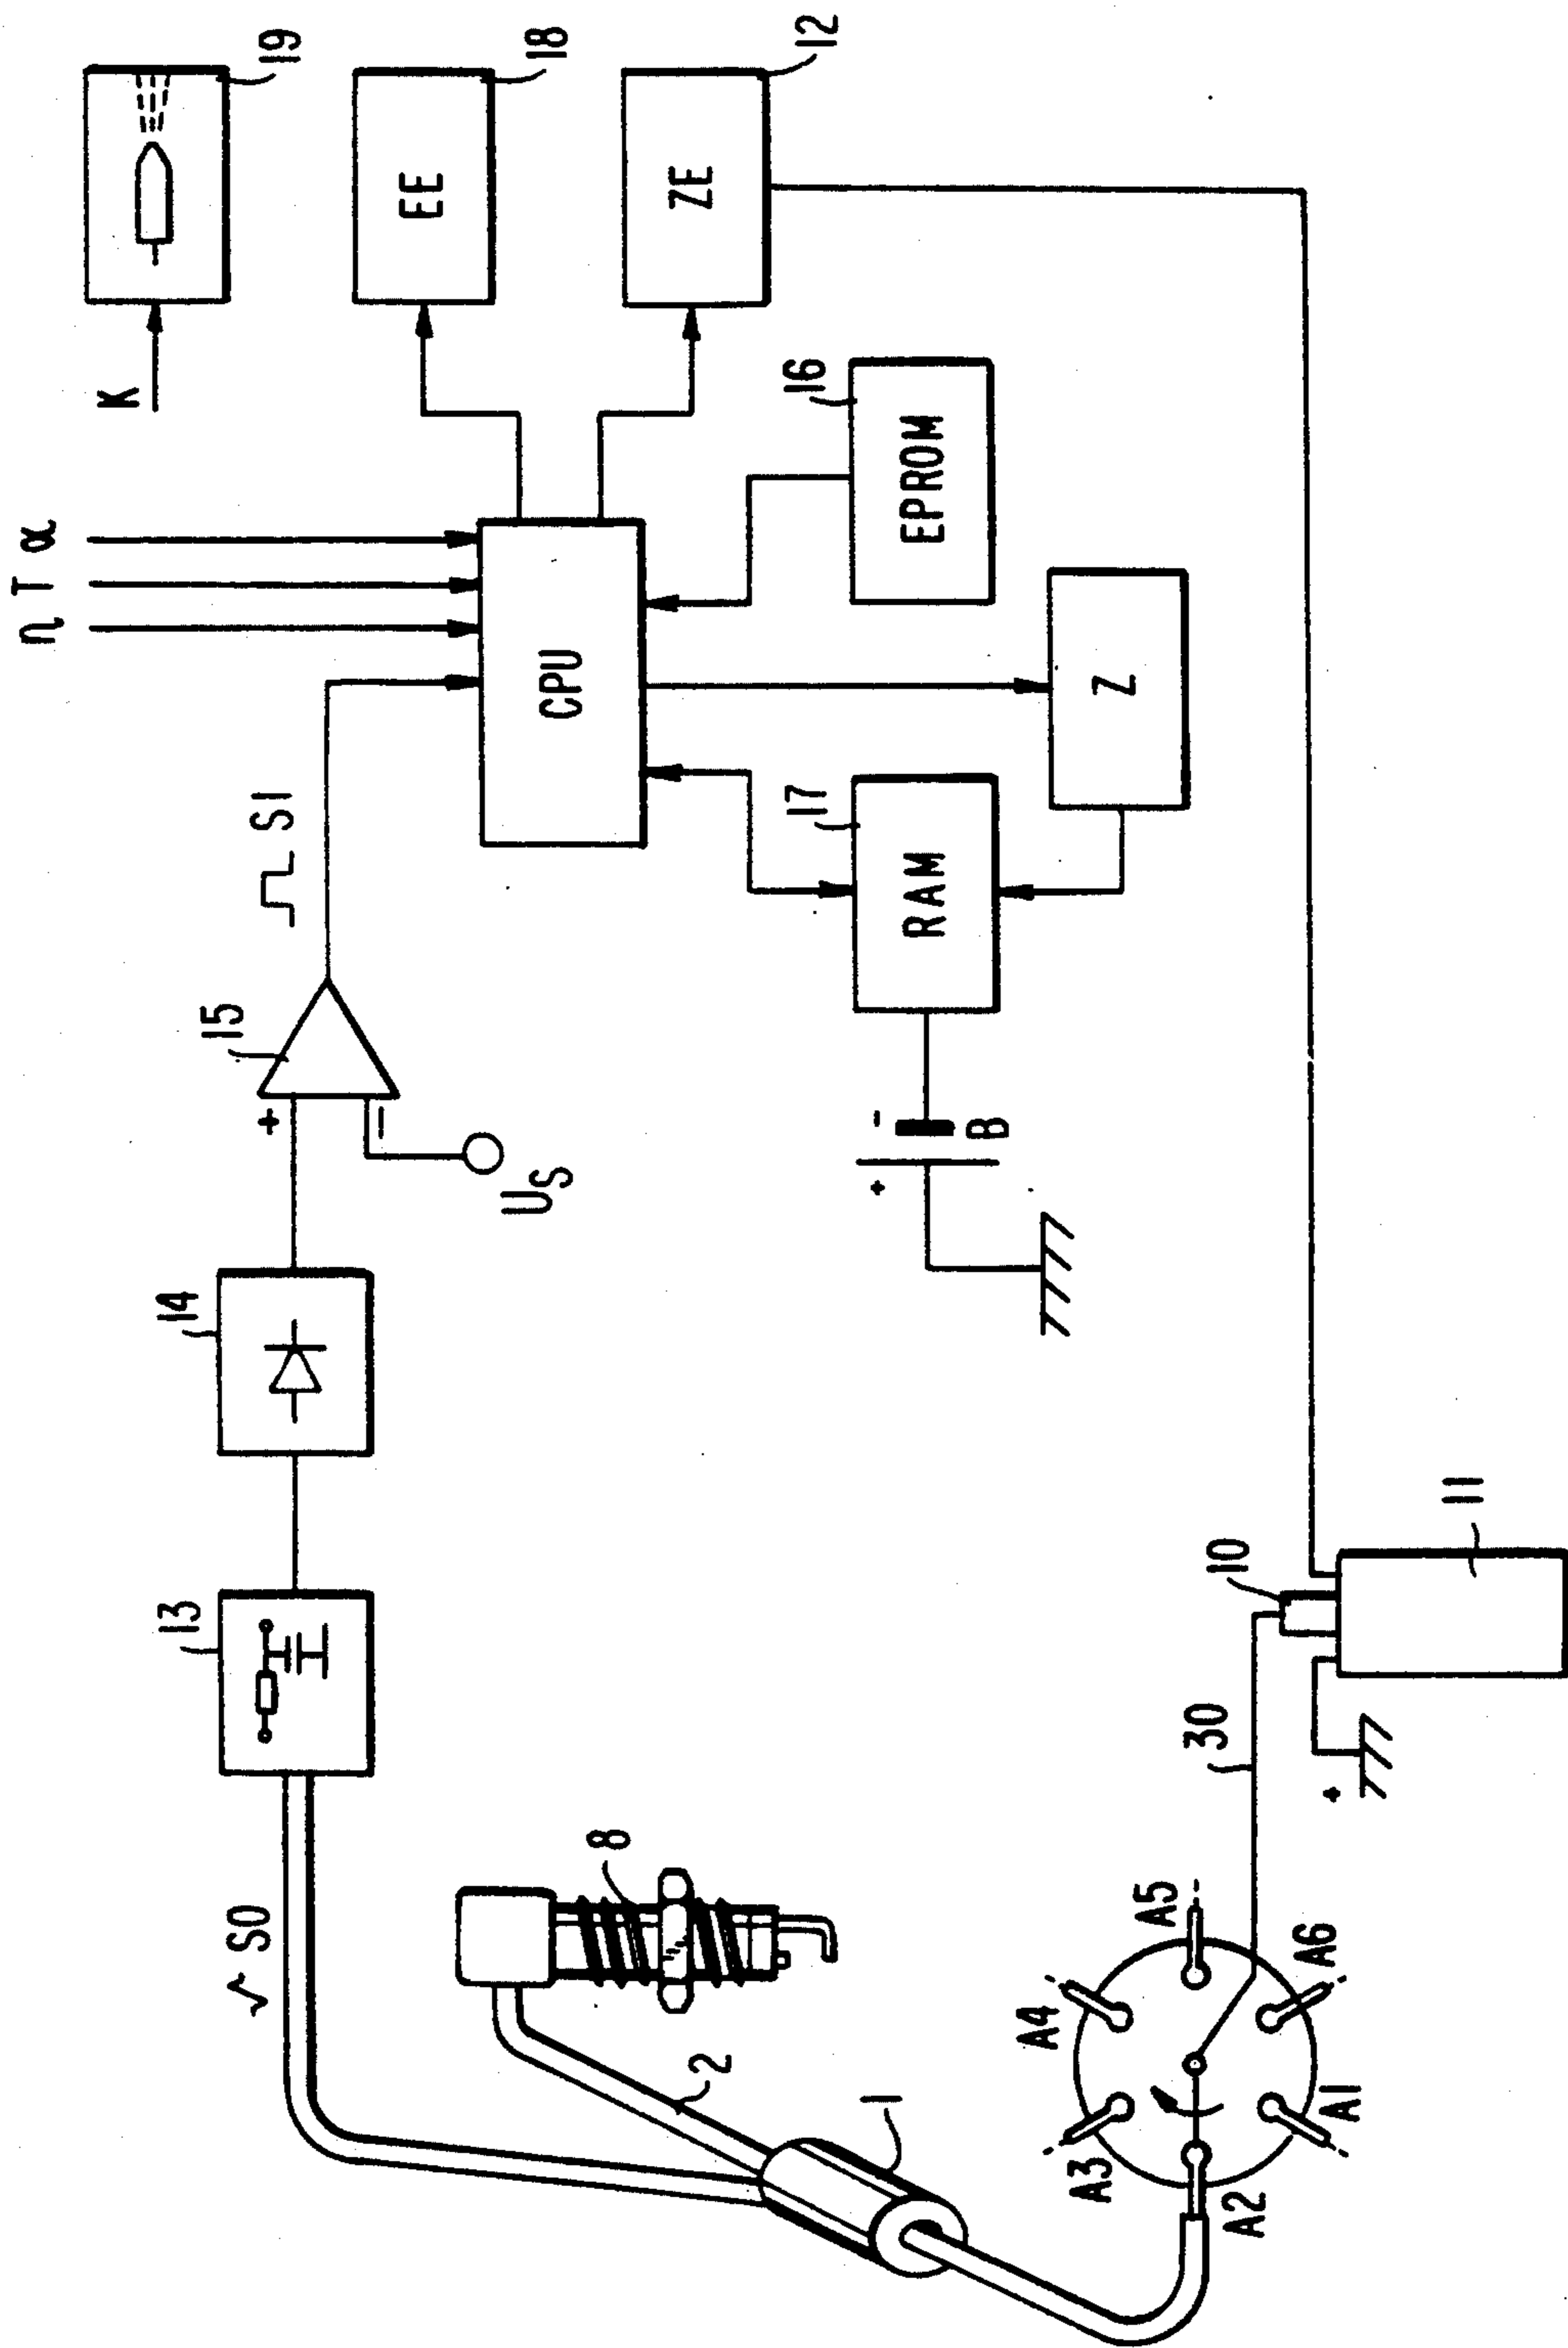 19
K
EE
18
ZE
12
η T α
S1
CPU
EPROM
16
Z
RAM
17
15
+
−
U_S
-
B
+
14
13
S0
8
2
1
10
11
30
+
A5
A6
A4
A1
A3
A2